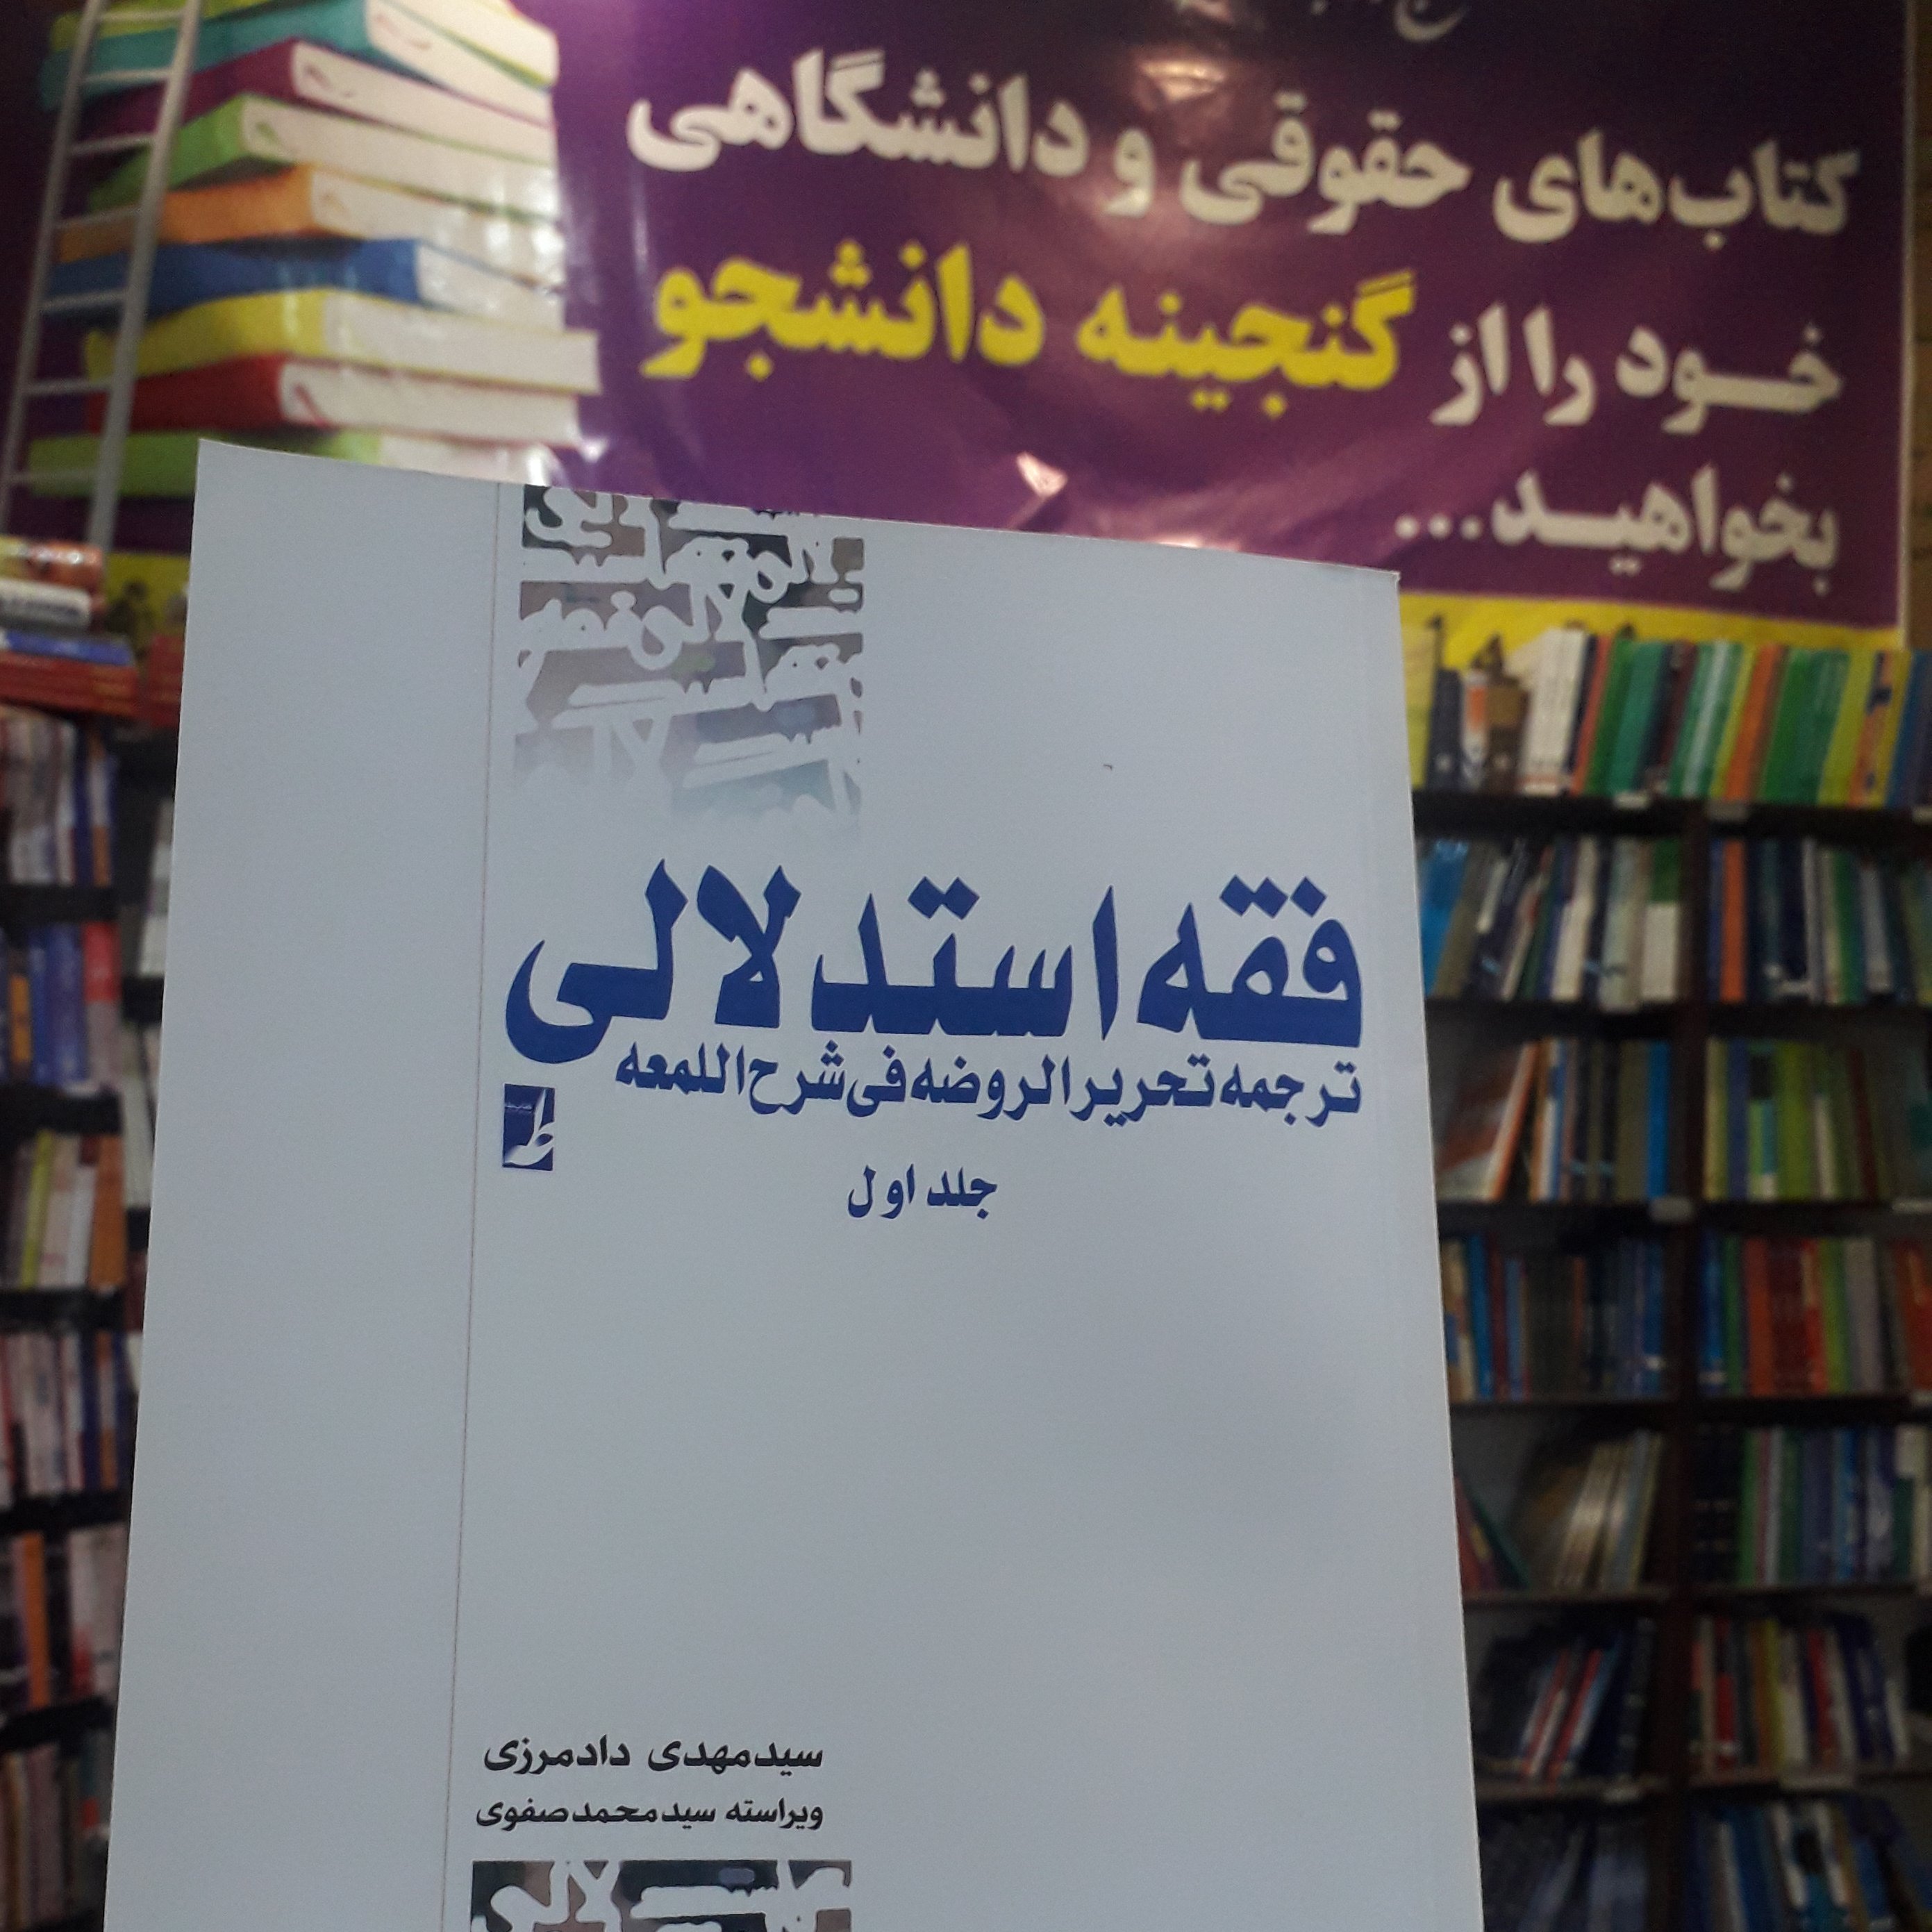 کتاب‌های حقوقی و دانشگاهی
خود را از گنجینه دانشجو
بخواهید...
فقه استدلالی
ترجمه تحریر الروضه فی شرح اللمعه
جلد اول
سید مهدی دادمرزی
ویراسته سید محمد صفوی